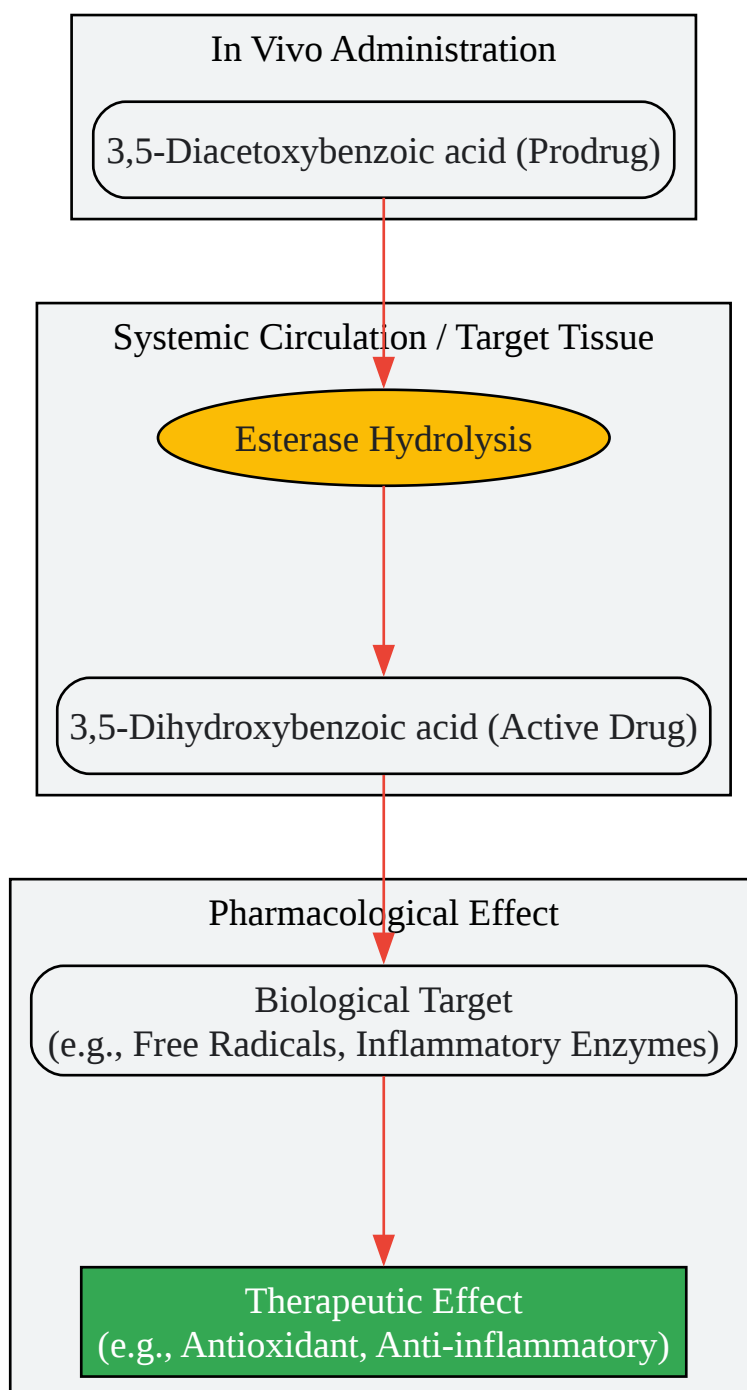 In Vivo Administration
3,5-Diacetoxybenzoic acid (Prodrug)
Systemic Circulation / Target Tissue
Esterase Hydrolysis
3,5-Dihydroxybenzoic acid (Active Drug)
Pharmacological Effect
Biological Target
(e.g., Free Radicals, Inflammatory Enzymes)
Therapeutic Effect
(e.g., Antioxidant, Anti-inflammatory)